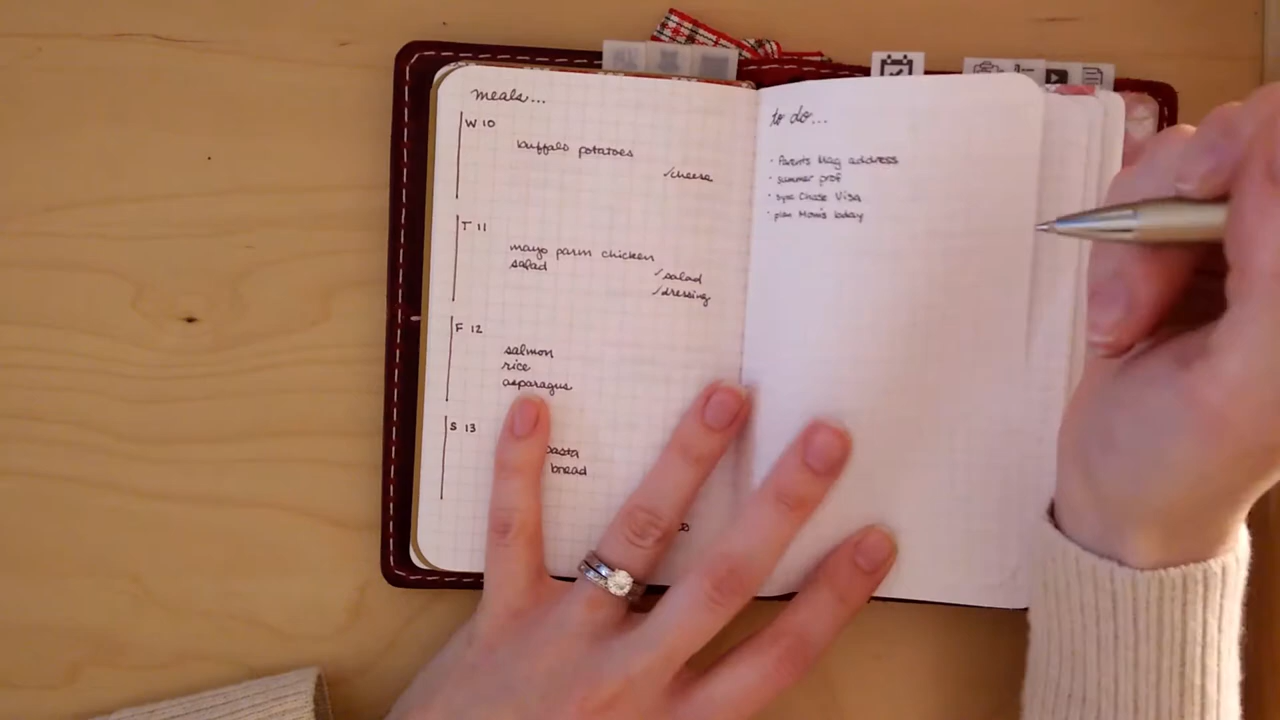 meals...
W 10
buffalo potatoes
✓cheese
T 11
mayo parm chicken
salad
✓salad
✓dressing
F 12
salmon
rice
asparagus
S 13
pasta
bread
to do...
· Parents Mag address
· summer prof
· sync Chase Visa
· plan Mom's bday